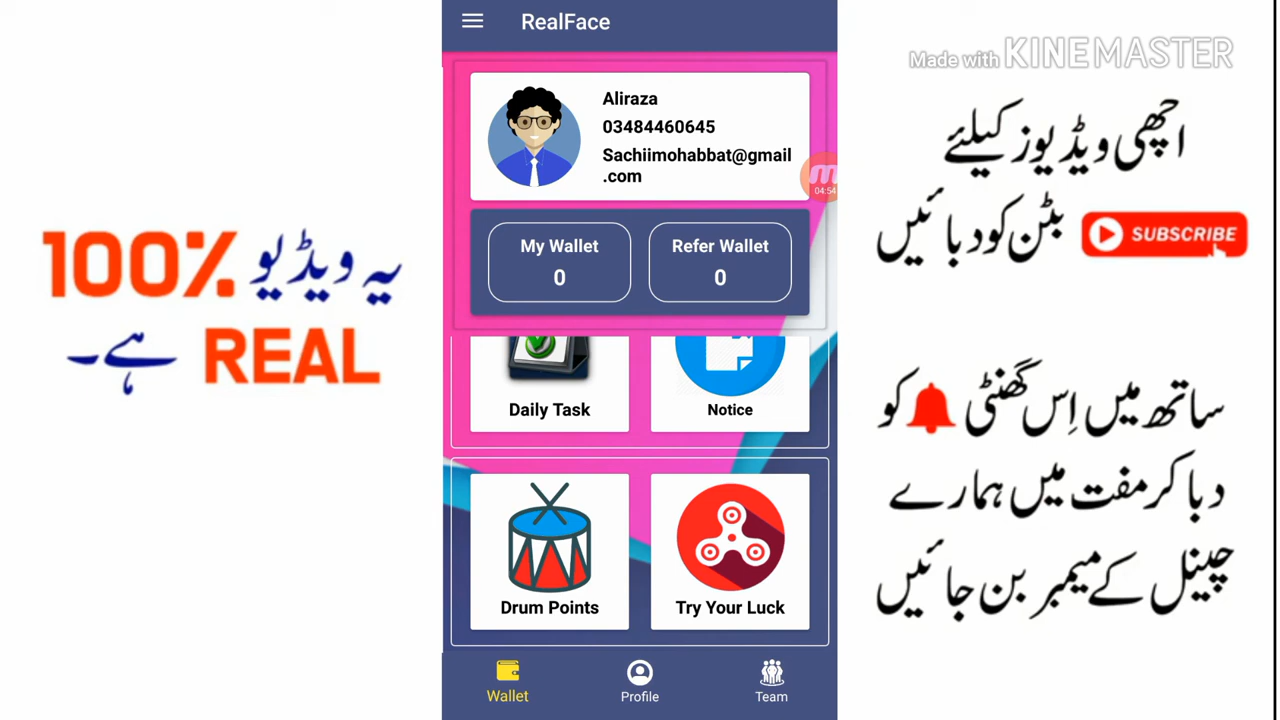 یہ ویڈیو 100%
REAL ہے۔
RealFace
Aliraza
03484460645
Sachiimohabbat@gmail
.com
04:54
My Wallet
0
Refer Wallet
0
Daily Task
Notice
Drum Points
Try Your Luck
Wallet
Profile
Team
Made with KINEMASTER
اچھی ویڈیوز کیلئے
SUBSCRIBE بٹن کو دبائیں
ساتھ میں اِس گھنٹی کو
دبا کر مفت میں ہمارے
چینل کے میمبر بن جائیں